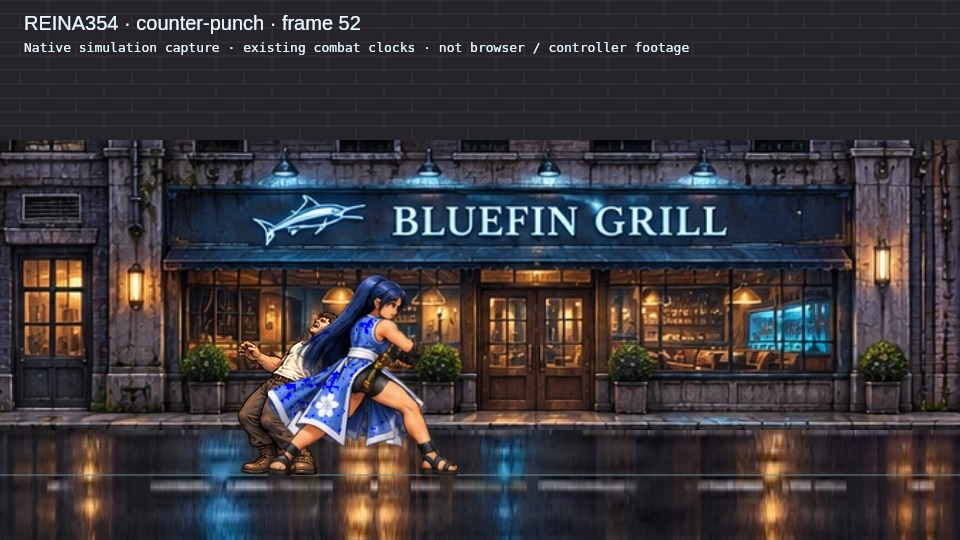 REINA354 · counter-punch · frame 52
Native simulation capture · existing combat clocks · not browser / controller footage
BLUEFIN GRILL